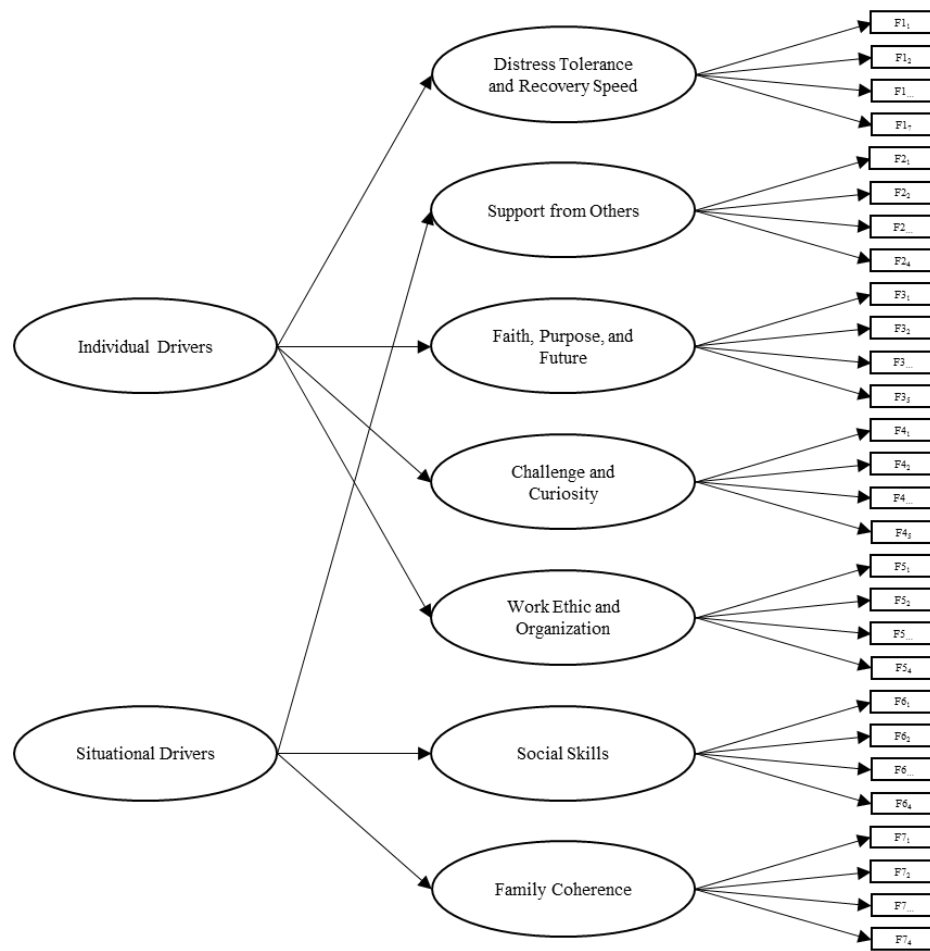 Distress Tolerance
and Recovery Speed
Support from Others
Individual Drivers
Faith, Purpose, and
Future
Challenge and
Curiosity
Work Ethic and
Organization
Situational Drivers
Social Skills
Family Coherence
F1₁
F1₂
F1...
F1₇
F2₁
F2₂
F2...
F2₄
F3₁
F3₂
F3...
F3₅
F4₁
F4₂
F4...
F4₅
F5₁
F5₂
F5...
F5₄
F6₁
F6₂
F6...
F6₄
F7₁
F7₂
F7...
F7₄